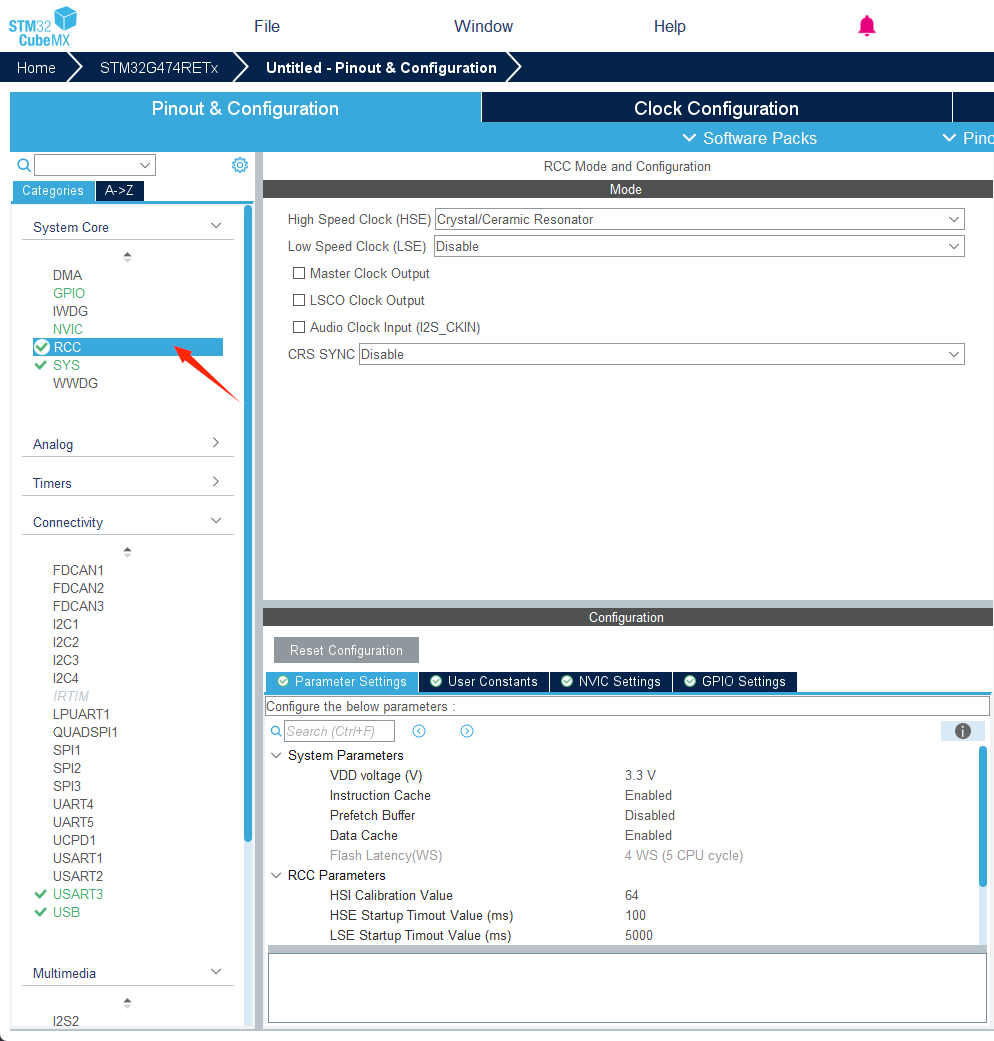 STM32
CubeMX
File
Window
Help
Home
STM32G474RETx
Untitled - Pinout & Configuration
Pinout & Configuration
Clock Configuration
Software Packs
Pino
Categories
A->Z
System Core
DMA
GPIO
IWDG
NVIC
RCC
SYS
WWDG
Analog
Timers
Connectivity
FDCAN1
FDCAN2
FDCAN3
I2C1
I2C2
I2C3
I2C4
IRTIM
LPUART1
QUADSPI1
SPI1
SPI2
SPI3
UART4
UART5
UCPD1
USART1
USART2
USART3
USB
Multimedia
I2S2
RCC Mode and Configuration
Mode
High Speed Clock (HSE) Crystal/Ceramic Resonator
Low Speed Clock (LSE) Disable
Master Clock Output
LSCO Clock Output
Audio Clock Input (I2S_CKIN)
CRS SYNC Disable
Configuration
Reset Configuration
Parameter Settings
User Constants
NVIC Settings
GPIO Settings
Configure the below parameters :
Search (Ctrl+F)
System Parameters
VDD voltage (V) 3.3 V
Instruction Cache Enabled
Prefetch Buffer Disabled
Data Cache Enabled
Flash Latency(WS) 4 WS (5 CPU cycle)
RCC Parameters
HSI Calibration Value 64
HSE Startup Timout Value (ms) 100
LSE Startup Timout Value (ms) 5000